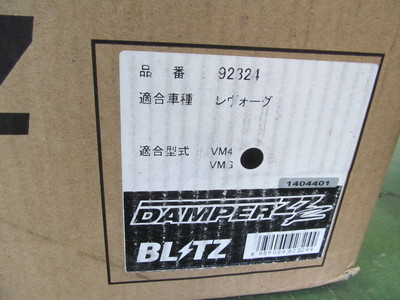 品番 92324
適合車種 レヴォーグ
適合型式 VM4
VMG
1404401
DAMPER ZZ-R
BLITZ